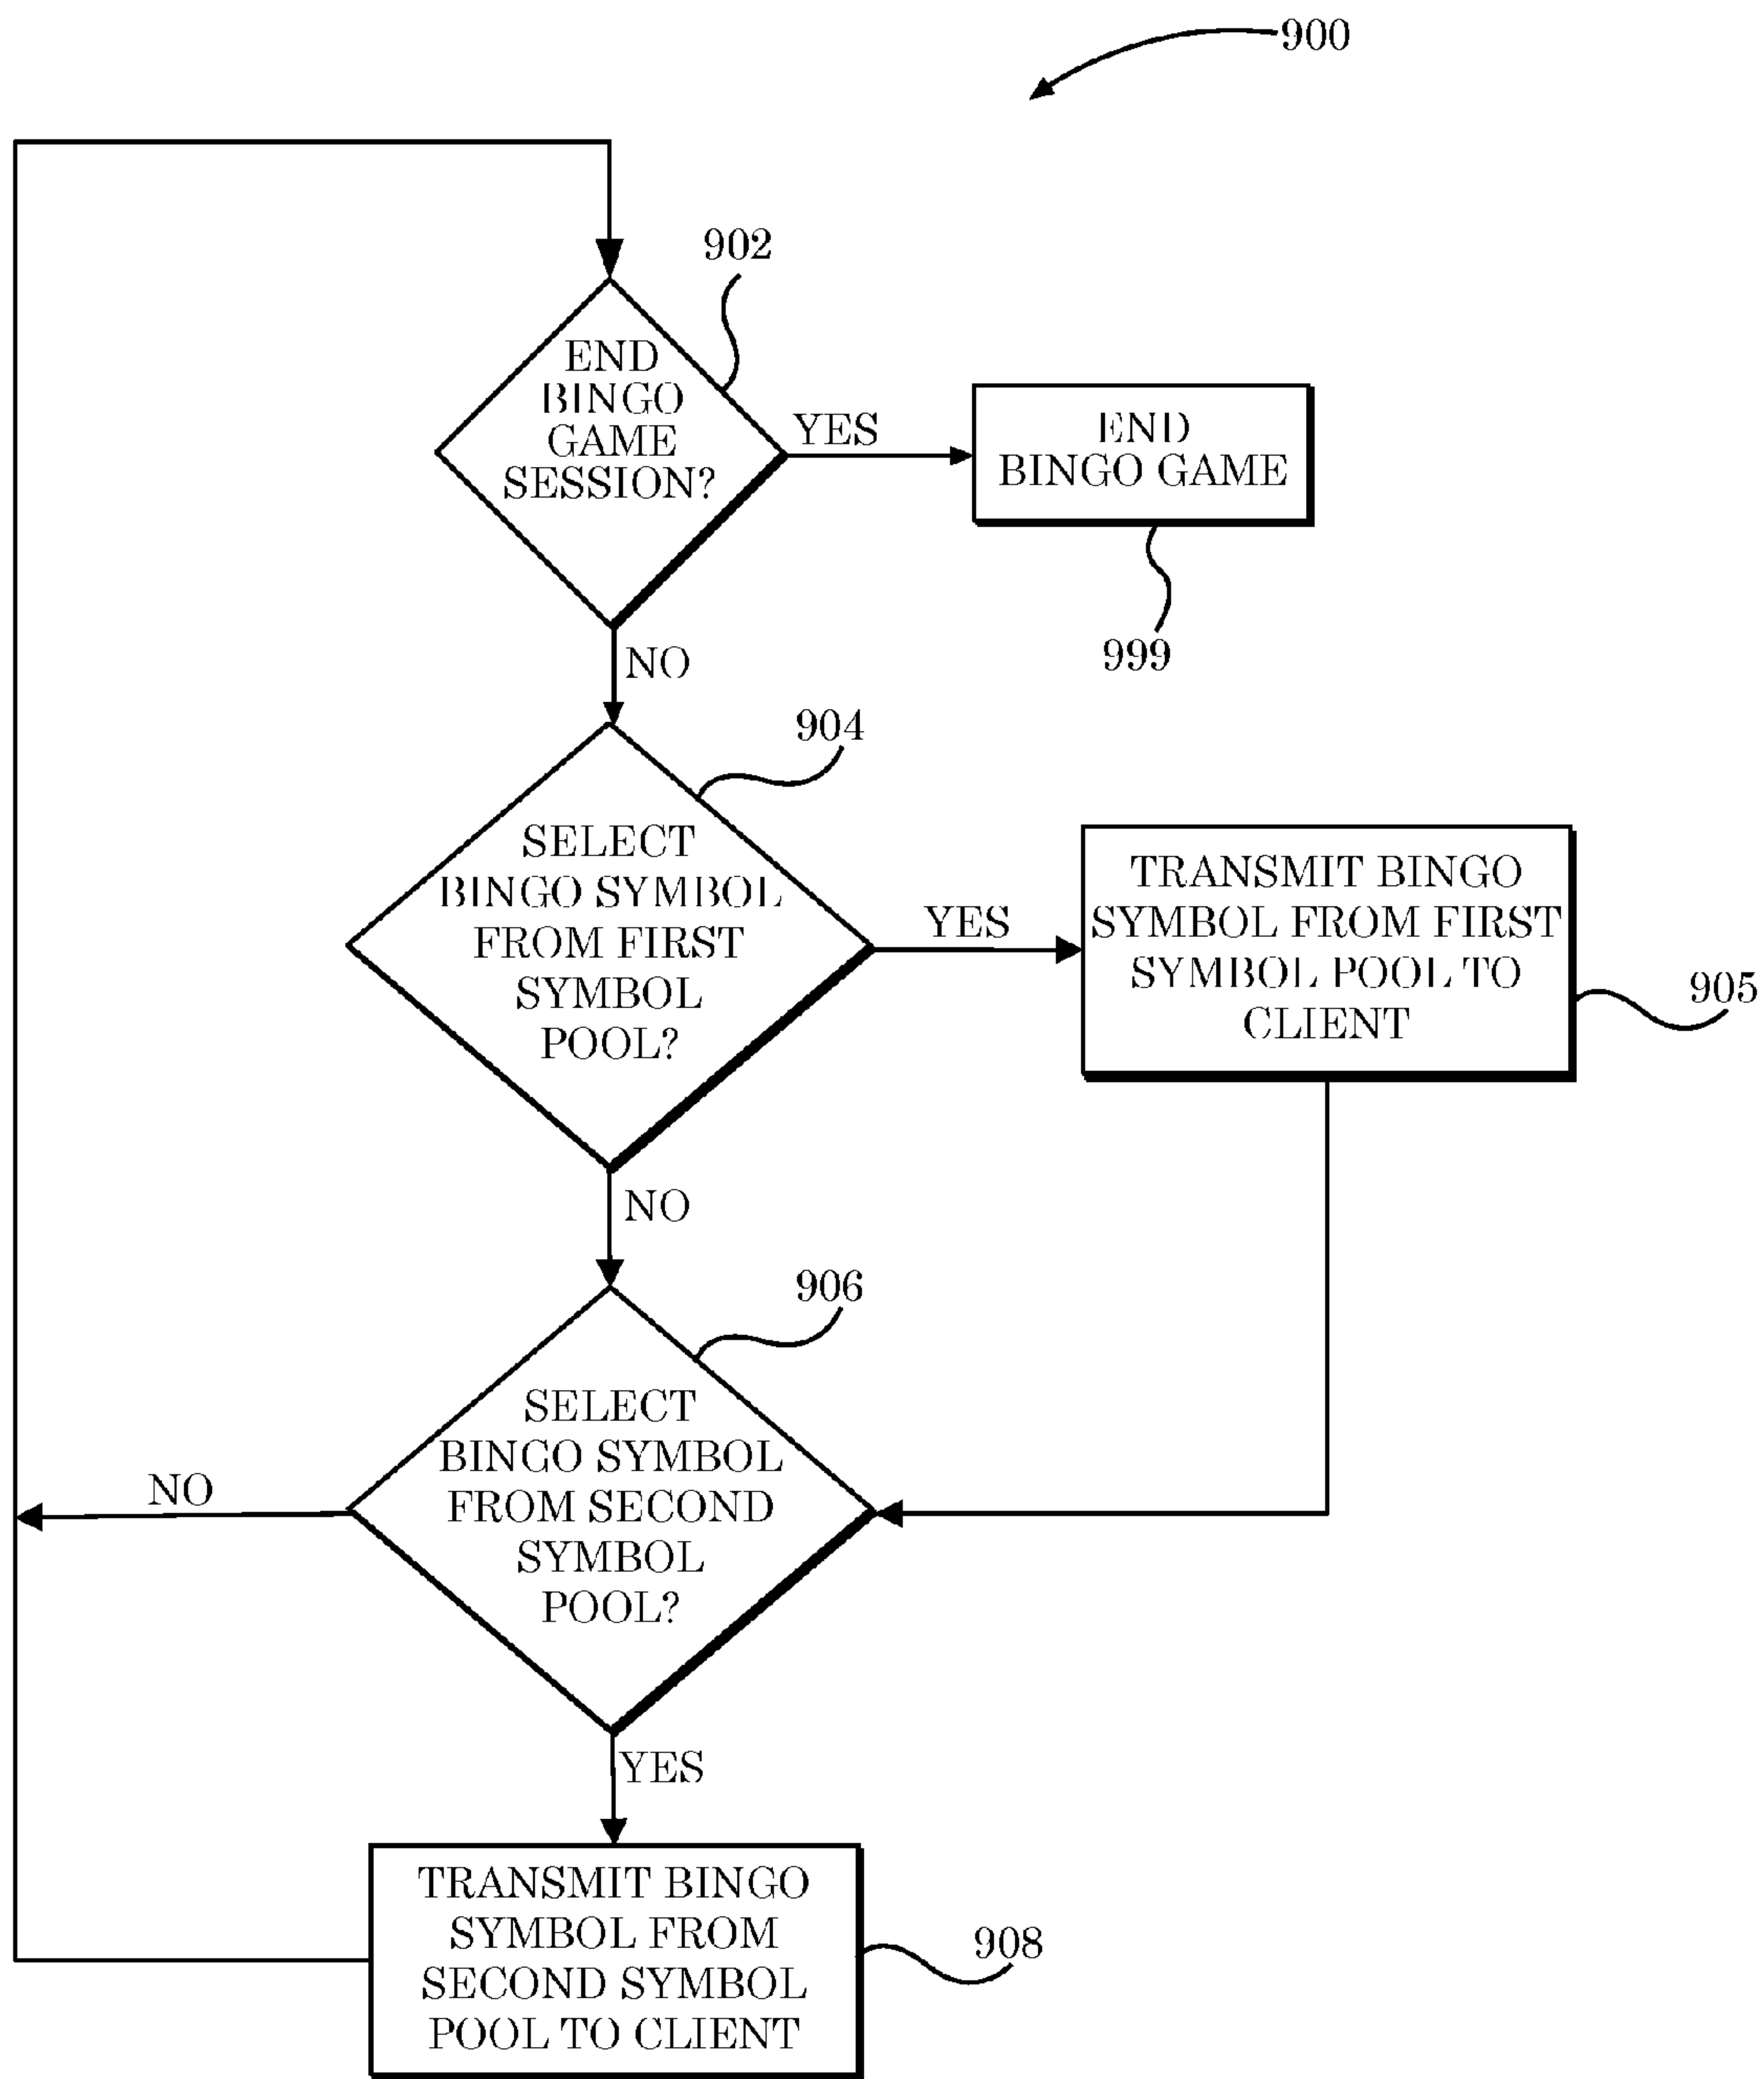 900
902
END
BINGO
GAME
SESSION?
YES
END
BINGO GAME
999
NO
904
SELECT
BINGO SYMBOL
FROM FIRST
SYMBOL
POOL?
YES
TRANSMIT BINGO
SYMBOL FROM FIRST
SYMBOL POOL TO
CLIENT
905
NO
906
SELECT
BINGO SYMBOL
FROM SECOND
SYMBOL
POOL?
NO
YES
TRANSMIT BINGO
SYMBOL FROM
SECOND SYMBOL
POOL TO CLIENT
908